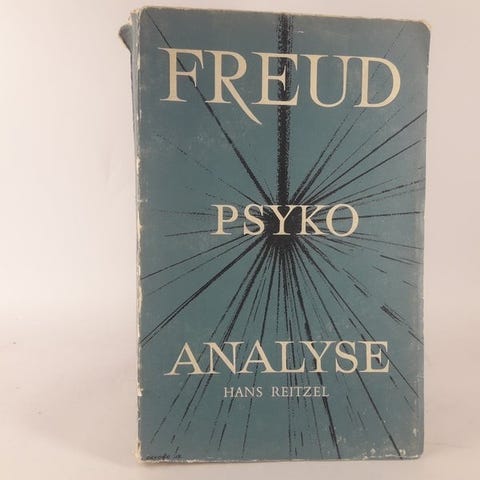 FREUD
PSYKO
ANALYSE
HANS REITZEL